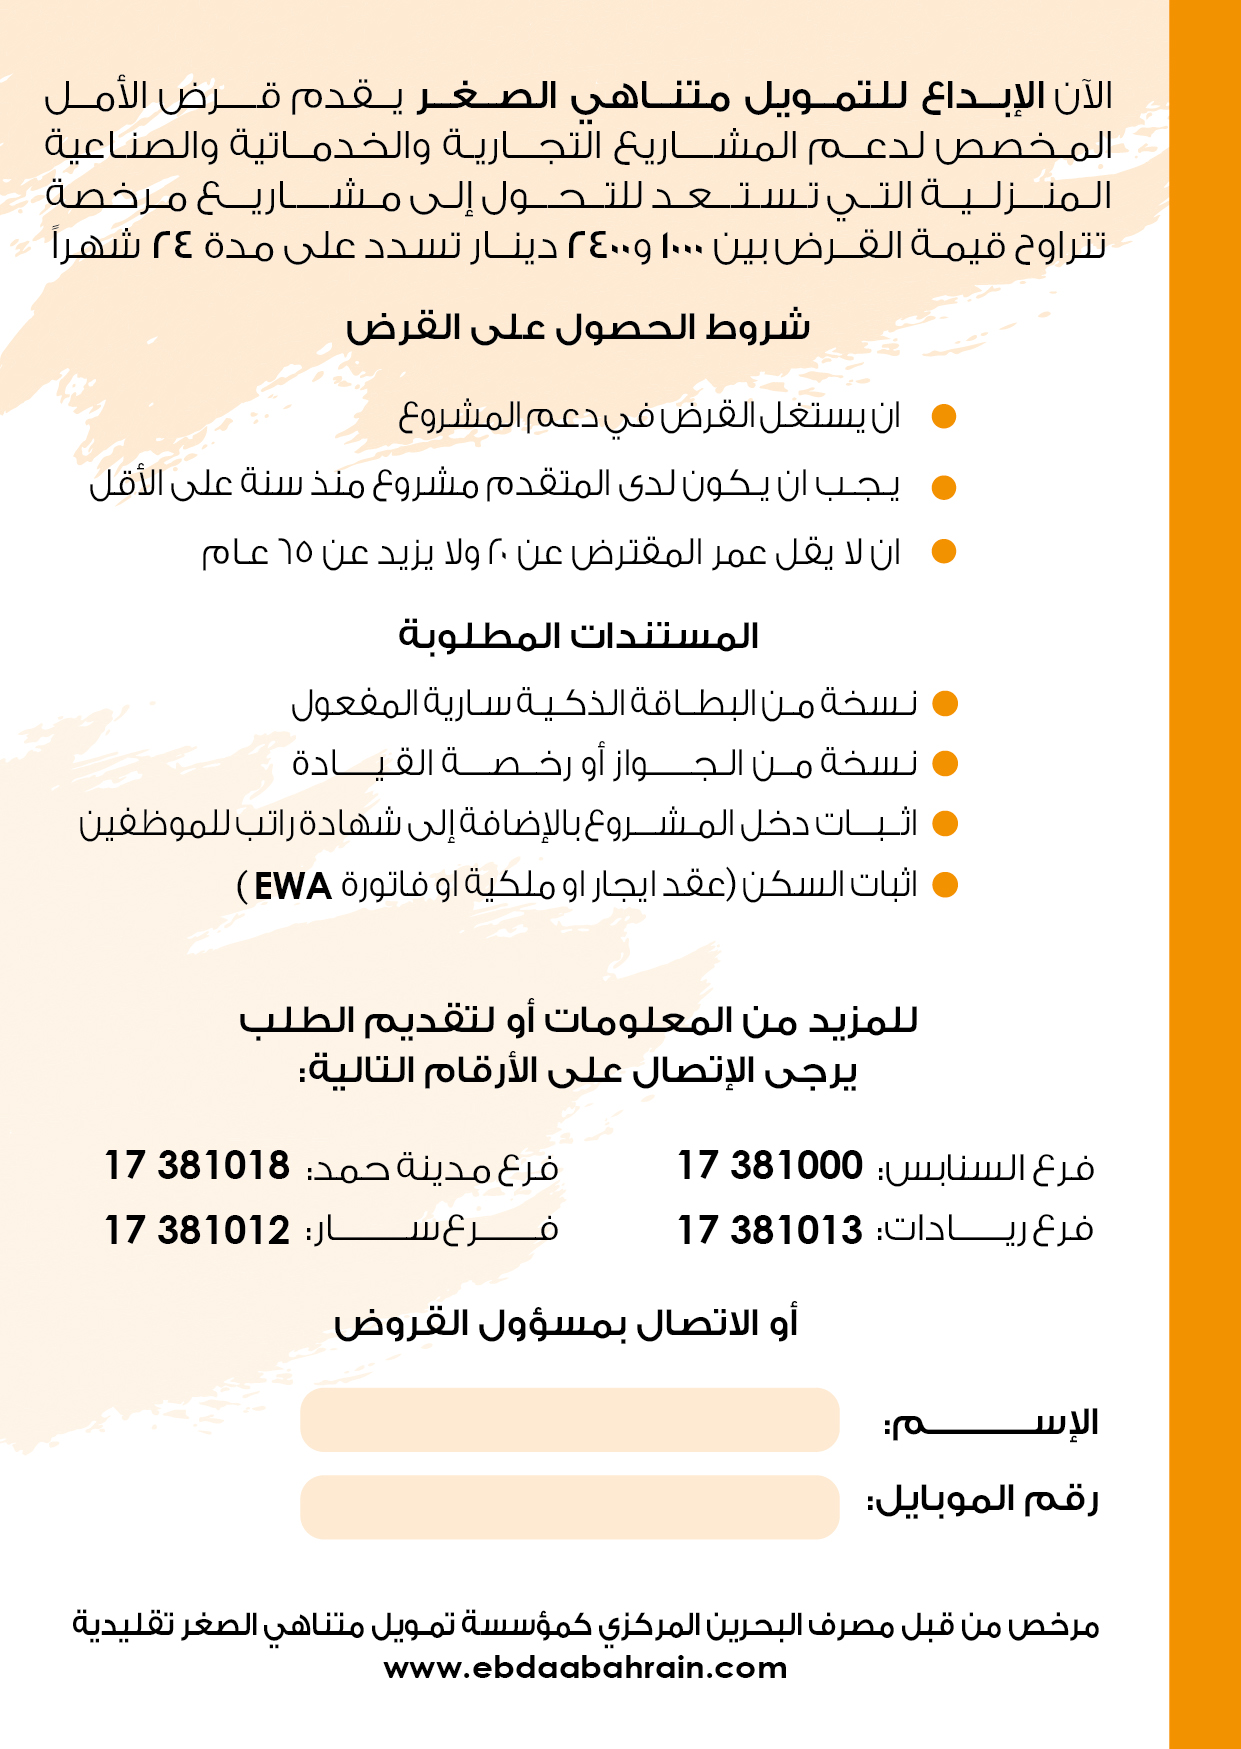 الآن الإبداع للتمويل متناهي الصغر يقدم قرض الأمل
المخصص لدعم المشاريع التجارية والخدماتية والصناعية
المنزلية التي تستعد للتحول إلى مشاريع مرخصة
تتراوح قيمة القرض بين ١٠٠٠ و٢٤٠٠ دينار تسدد على مدة ٢٤ شهراً
شروط الحصول على القرض
ان يستغل القرض في دعم المشروع
يجب ان يكون لدى المتقدم مشروع منذ سنة على الأقل
ان لا يقل عمر المقترض عن ٢٠ ولا يزيد عن ٦٥ عام
المستندات المطلوبة
نسخة من البطاقة الذكية سارية المفعول
نسخة من الجواز أو رخصة القيادة
اثبات دخل المشروع بالإضافة إلى شهادة راتب للموظفين
اثبات السكن (عقد ايجار او ملكية او فاتورة EWA )
للمزيد من المعلومات أو لتقديم الطلب
يرجى الإتصال على الأرقام التالية:
فرع السنابس: 17 381000 فرع مدينة حمد: 17 381018
فرع ريادات: 17 381013 فرع سار: 17 381012
أو الاتصال بمسؤول القروض
الإسم:
رقم الموبايل:
مرخص من قبل مصرف البحرين المركزي كمؤسسة تمويل متناهي الصغر تقليدية
www.ebdaabahrain.com